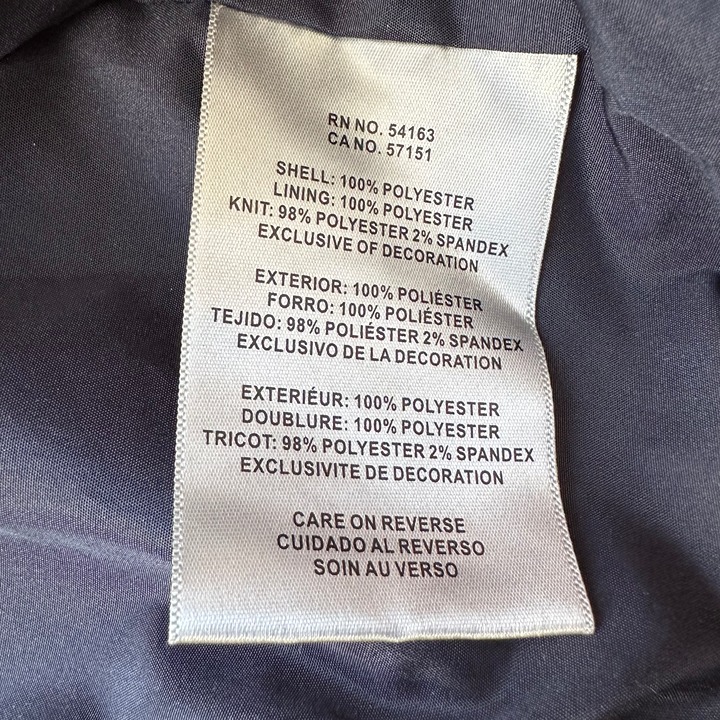 RN NO. 54163
CA NO. 57151
SHELL: 100% POLYESTER
LINING: 100% POLYESTER
KNIT: 98% POLYESTER 2% SPANDEX
EXCLUSIVE OF DECORATION
EXTERIOR: 100% POLIÉSTER
FORRO: 100% POLIÉSTER
TEJIDO: 98% POLIÉSTER 2% SPANDEX
EXCLUSIVO DE LA DECORATION
EXTERIÉUR: 100% POLYESTER
DOUBLURE: 100% POLYESTER
TRICOT: 98% POLYESTER 2% SPANDEX
EXCLUSIVITE DE DECORATION
CARE ON REVERSE
CUIDADO AL REVERSO
SOIN AU VERSO